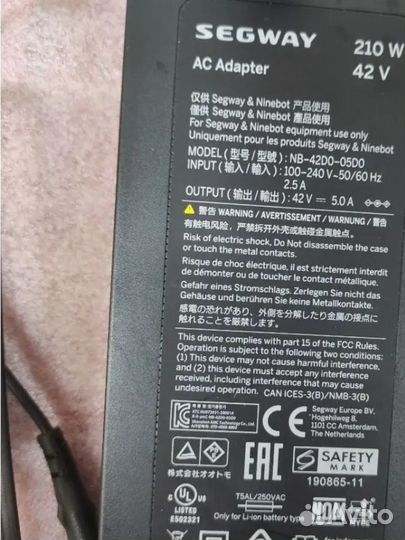 SEGWAY
210 W
AC Adapter
42 V
仅供 Segway & Ninebot 产品使用
僅供 Segway & Ninebot 產品使用
For Segway & Ninebot equipment use only
Uniquement pour les produits Segway & Ninebot
MODEL (型号/型號): NB-42D0-05D0
INPUT (输入/輸入): 100-240 V~50/60 Hz
2.5 A
OUTPUT (输出/輸出): 42 V 5.0 A
警告 WARNING / AVERTISSEMENT / WARNUNG / 警告
有触电风险，严禁拆开外壳或触碰金属触点。
Risk of electric shock, Do Not disassemble the case
or touch the metal contacts.
Risque de choc électrique, il est strictement interdit
de démonter ou de toucher le contact métallique.
Gefahr eines Stromschlags. Zerlegen Sie nicht das
Gehäuse und berühren Sie keine Metallkontakte.
感電の恐れがあり、外側を分解したり金属の接点に
触れることを厳禁します。
This device complies with part 15 of the FCC Rules.
Operation is subject to the following two conditions:
(1) This device may not cause harmful interference,
and (2) this device must accept any interference
received, including interference that may cause
undesired operation. CAN ICES-3(B)/NMB-3(B)
Segway Europe BV.
Hogehilweg 8,
1101 CC Amsterdam,
The Netherlands
PS E
株式会社オオトモ
EAC
SAFETY
MARK
190865-11
c UL us
LISTED
E502321
T5AL/250VAC
Only for Li-ion battery type
NOM
Avito